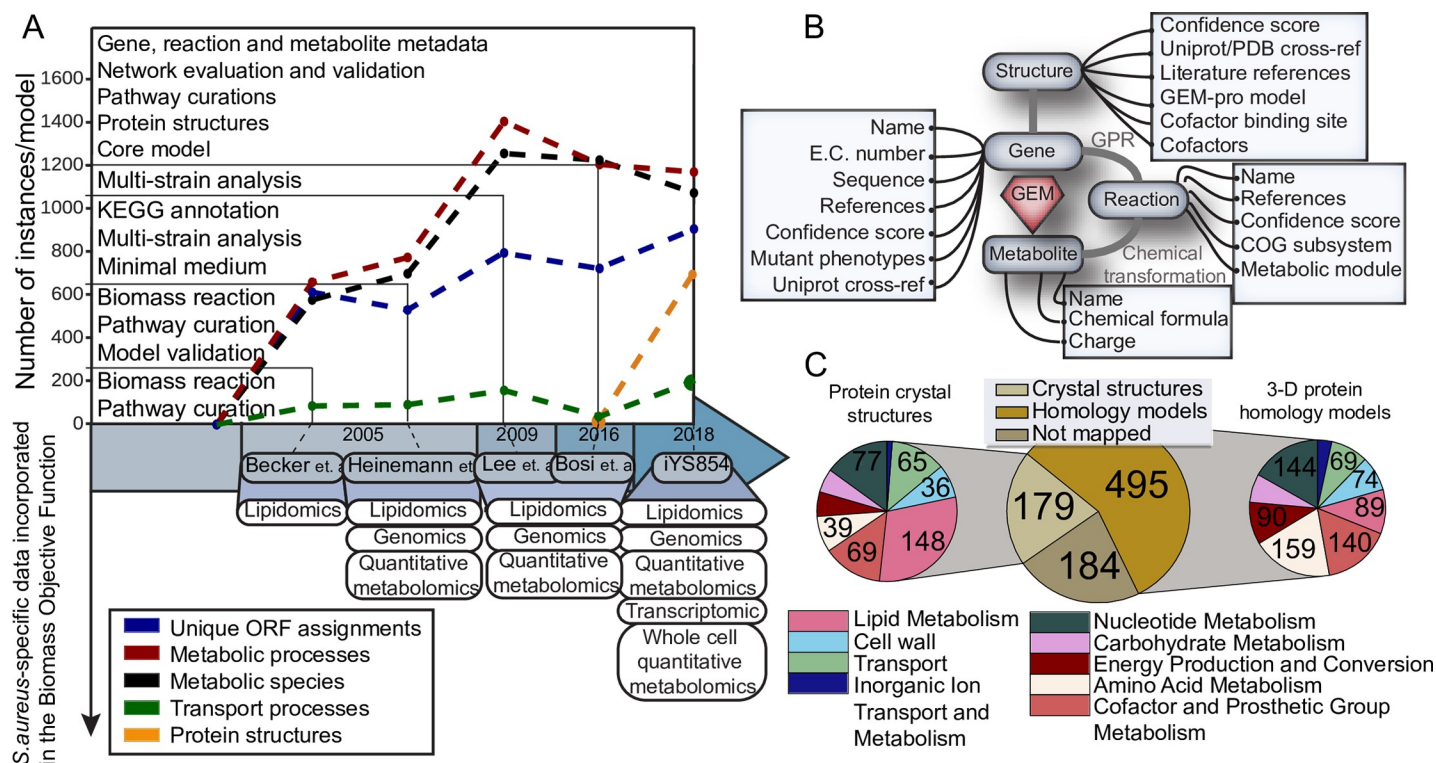 A
Number of instances/model
1600
1400
1200
1000
800
600
400
200
0
Gene, reaction and metabolite metadata
Network evaluation and validation
Pathway curations
Protein structures
Core model
Multi-strain analysis
KEGG annotation
Multi-strain analysis
Minimal medium
Biomass reaction
Pathway curation
Model validation
Biomass reaction
Pathway curation
2005
2009
2016
2018
Becker et. a
Heinemann et
Lee et. a
Bosi et. a
iYS854
Lipidomics
Lipidomics
Genomics
Quantitative
metabolomics
Lipidomics
Genomics
Quantitative
metabolomics
Lipidomics
Genomics
Quantitative
metabolomics
Transcriptomic
Whole cell
quantitative
metabolomics
S.aureus-specific data incorporated
in the Biomass Objective Function
Unique ORF assignments
Metabolic processes
Metabolic species
Transport processes
Protein structures
B
Structure
Gene
GPR
GEM
Reaction
Metabolite
Chemical
transformation
Confidence score
Uniprot/PDB cross-ref
Literature references
GEM-pro model
Cofactor binding site
Cofactors
Name
E.C. number
Sequence
References
Confidence score
Mutant phenotypes
Uniprot cross-ref
Name
References
Confidence score
COG subsystem
Metabolic module
Name
Chemical formula
Charge
C
Protein crystal
structures
Crystal structures
Homology models
Not mapped
3-D protein
homology models
77
65
36
148
69
39
179
495
184
144
69
74
89
140
159
90
Lipid Metabolism
Cell wall
Transport
Inorganic Ion
Transport and
Metabolism
Nucleotide Metabolism
Carbohydrate Metabolism
Energy Production and Conversion
Amino Acid Metabolism
Cofactor and Prosthetic Group
Metabolism